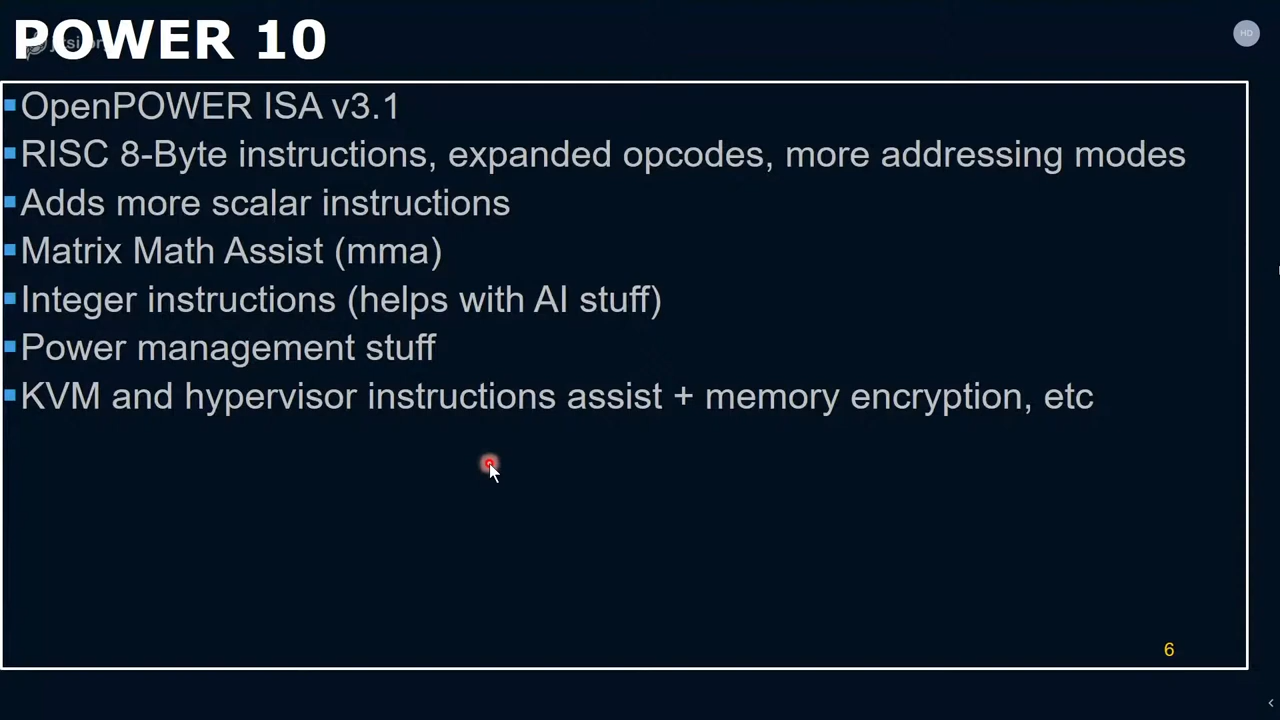 POWER 10
HD
OpenPOWER ISA v3.1
RISC 8-Byte instructions, expanded opcodes, more addressing modes
Adds more scalar instructions
Matrix Math Assist (mma)
Integer instructions (helps with AI stuff)
Power management stuff
KVM and hypervisor instructions assist + memory encryption, etc
6